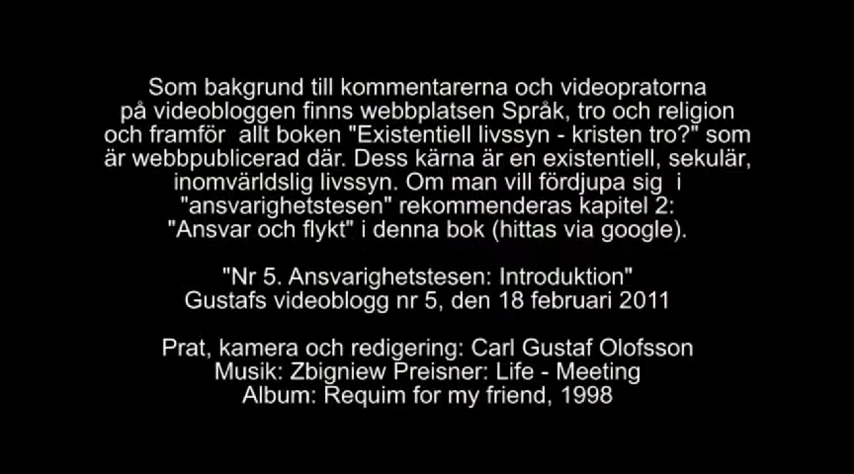 Som bakgrund till kommentarerna och videopratorna
på videobloggen finns webbplatsen Språk, tro och religion
och framför allt boken "Existentiell livssyn - kristen tro?" som
är webbpublicerad där. Dess kärna är en existentiell, sekulär,
inomvärldslig livssyn. Om man vill fördjupa sig i
"ansvarighetstesen" rekommenderas kapitel 2:
"Ansvar och flykt" i denna bok (hittas via google).
"Nr 5. Ansvarighetstesen: Introduktion"
Gustafs videoblogg nr 5, den 18 februari 2011
Prat, kamera och redigering: Carl Gustaf Olofsson
Musik: Zbigniew Preisner: Life - Meeting
Album: Requim for my friend, 1998